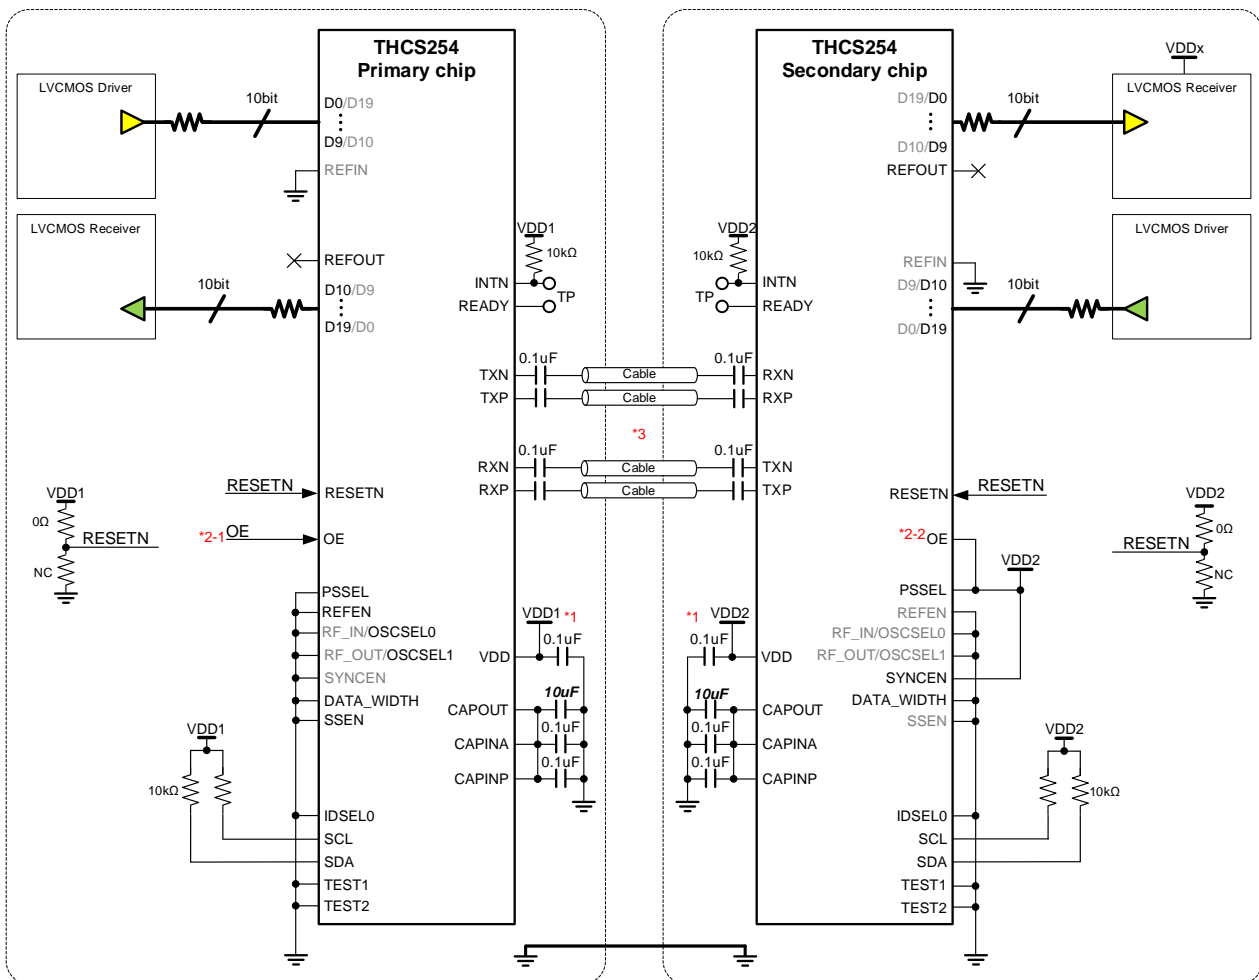 THCS254
Primary chip
LVCMOS Driver
10bit
D0/D19
D9/D10
REFIN
LVCMOS Receiver
REFOUT
10bit
D10/D9
D19/D0
VDD1
10kΩ
INTN
READY
TP
TXN
TXP
0.1uF
Cable
Cable
*3
RXN
RXP
0.1uF
Cable
Cable
RESETN
RESETN
*2-1
OE
OE
VDD1
0Ω
RESETN
NC
PSSEL
REFEN
RF_IN/OSCSEL0
RF_OUT/OSCSEL1
SYNCEN
DATA_WIDTH
SSEN
VDD1
*1
0.1uF
VDD
CAPOUT
10uF
CAPINA
0.1uF
CAPINP
0.1uF
VDD1
10kΩ
IDSEL0
SCL
SDA
TEST1
TEST2
THCS254
Secondary chip
VDDx
LVCMOS Receiver
D19/D0
10bit
D10/D9
REFOUT
LVCMOS Driver
REFIN
D9/D10
10bit
D0/D19
VDD2
10kΩ
TP
INTN
READY
0.1uF
RXN
RXP
0.1uF
TXN
TXP
RESETN
RESETN
*2-2
OE
VDD2
0Ω
RESETN
NC
VDD2
PSSEL
REFEN
RF_IN/OSCSEL0
RF_OUT/OSCSEL1
SYNCEN
DATA_WIDTH
SSEN
*1
VDD2
0.1uF
VDD
10uF
CAPOUT
0.1uF
CAPINA
0.1uF
CAPINP
VDD2
10kΩ
IDSEL0
SCL
SDA
TEST1
TEST2